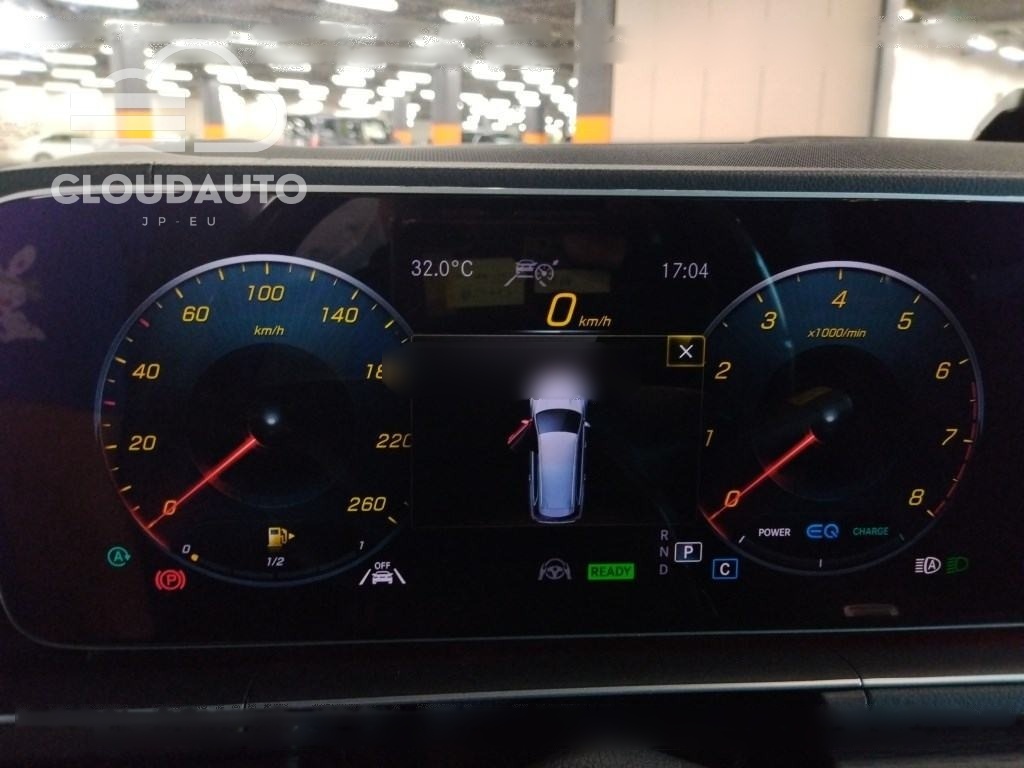 CLOUDAUTO
JP-EU
32.0°C
17:04
0 km/h
0 20 40 60 100 140 18 220 260
km/h
0 1 2 3 4 5 6 7 8
x1000/min
0 1/2 1
A
P
OFF
READY
R
N
D
P
C
POWER EQ CHARGE
A